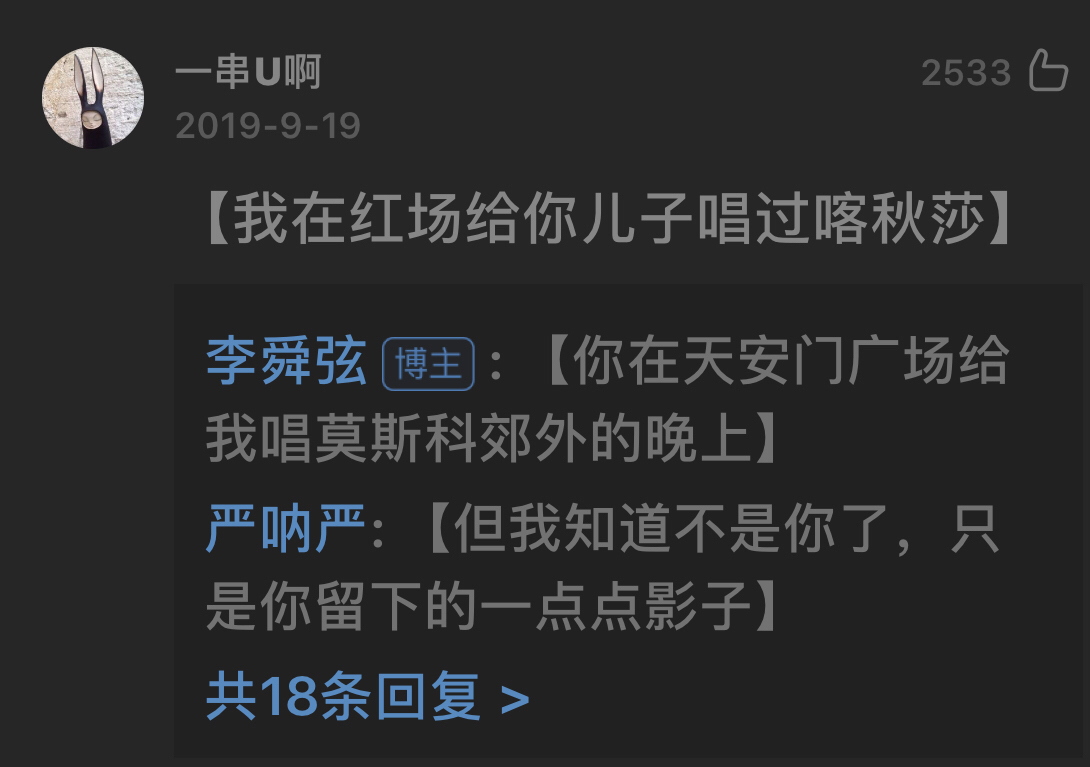 一串U啊
2533
2019-9-19
【我在红场给你儿子唱过喀秋莎】
李舜弦 博主：【你在天安门广场给
我唱莫斯科郊外的晚上】
严呐严:【但我知道不是你了，只
是你留下的一点点影子】
共18条回复 >